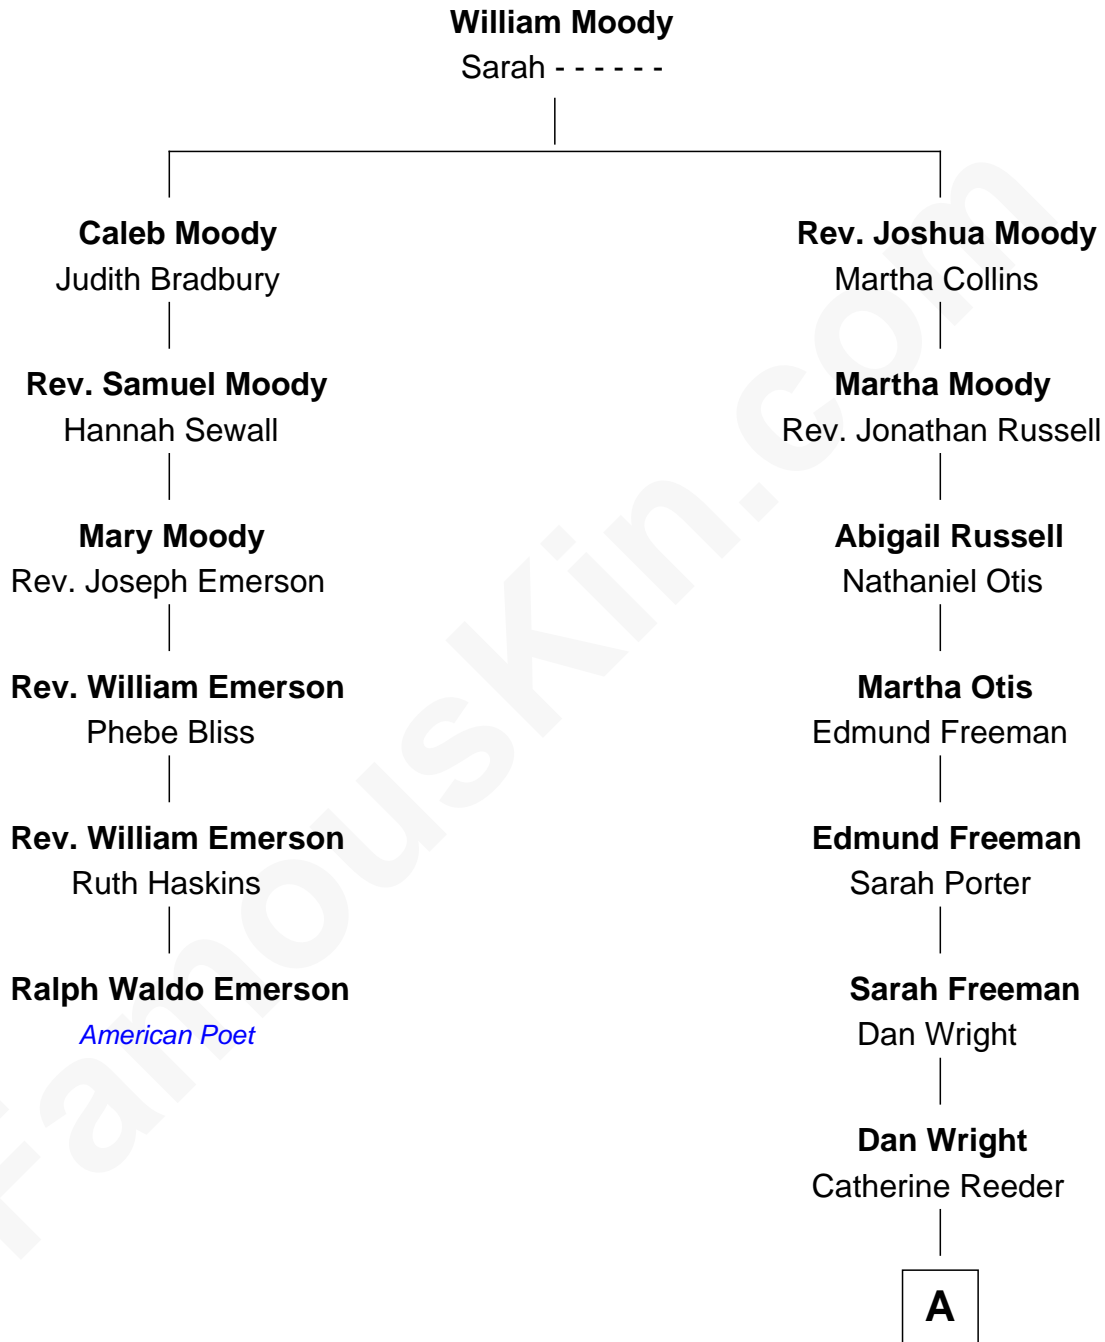 William Moody
Sarah - - - - - -
Caleb Moody
Judith Bradbury
Rev. Samuel Moody
Hannah Sewall
Mary Moody
Rev. Joseph Emerson
Rev. William Emerson
Phebe Bliss
Rev. William Emerson
Ruth Haskins
Ralph Waldo Emerson
American Poet
Rev. Joshua Moody
Martha Collins
Martha Moody
Rev. Jonathan Russell
Abigail Russell
Nathaniel Otis
Martha Otis
Edmund Freeman
Edmund Freeman
Sarah Porter
Sarah Freeman
Dan Wright
Dan Wright
Catherine Reeder
A
FamousKin.com